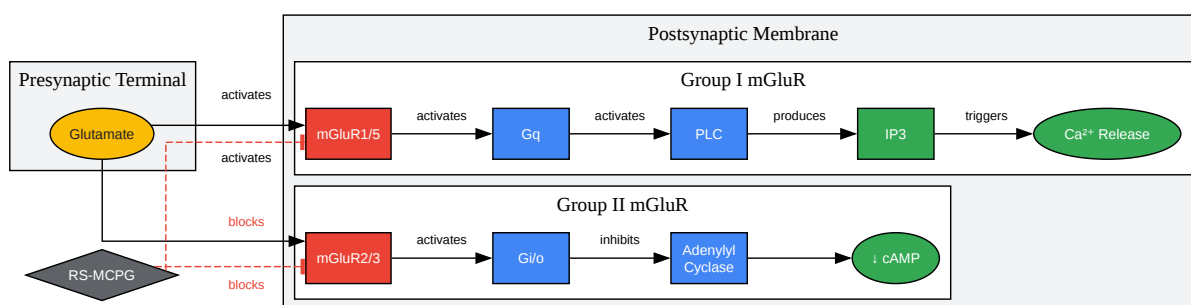 Postsynaptic Membrane
Presynaptic Terminal
Group I mGluR
activates
Glutamate
mGluR1/5
activates
Gq
activates
PLC
produces
IP3
triggers
Ca²⁺ Release
activates
Group II mGluR
blocks
mGluR2/3
activates
Gi/o
inhibits
Adenylyl
Cyclase
↓ cAMP
RS-MCPG
blocks